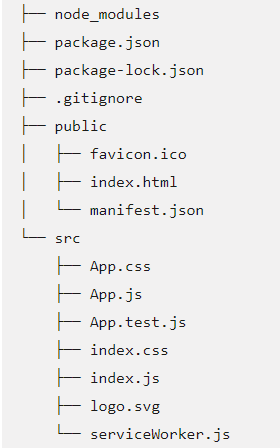 ├── node_modules
├── package.json
├── package-lock.json
├── .gitignore
├── public
│   ├── favicon.ico
│   ├── index.html
│   └── manifest.json
└── src
    ├── App.css
    ├── App.js
    ├── App.test.js
    ├── index.css
    ├── index.js
    ├── logo.svg
    └── serviceWorker.js